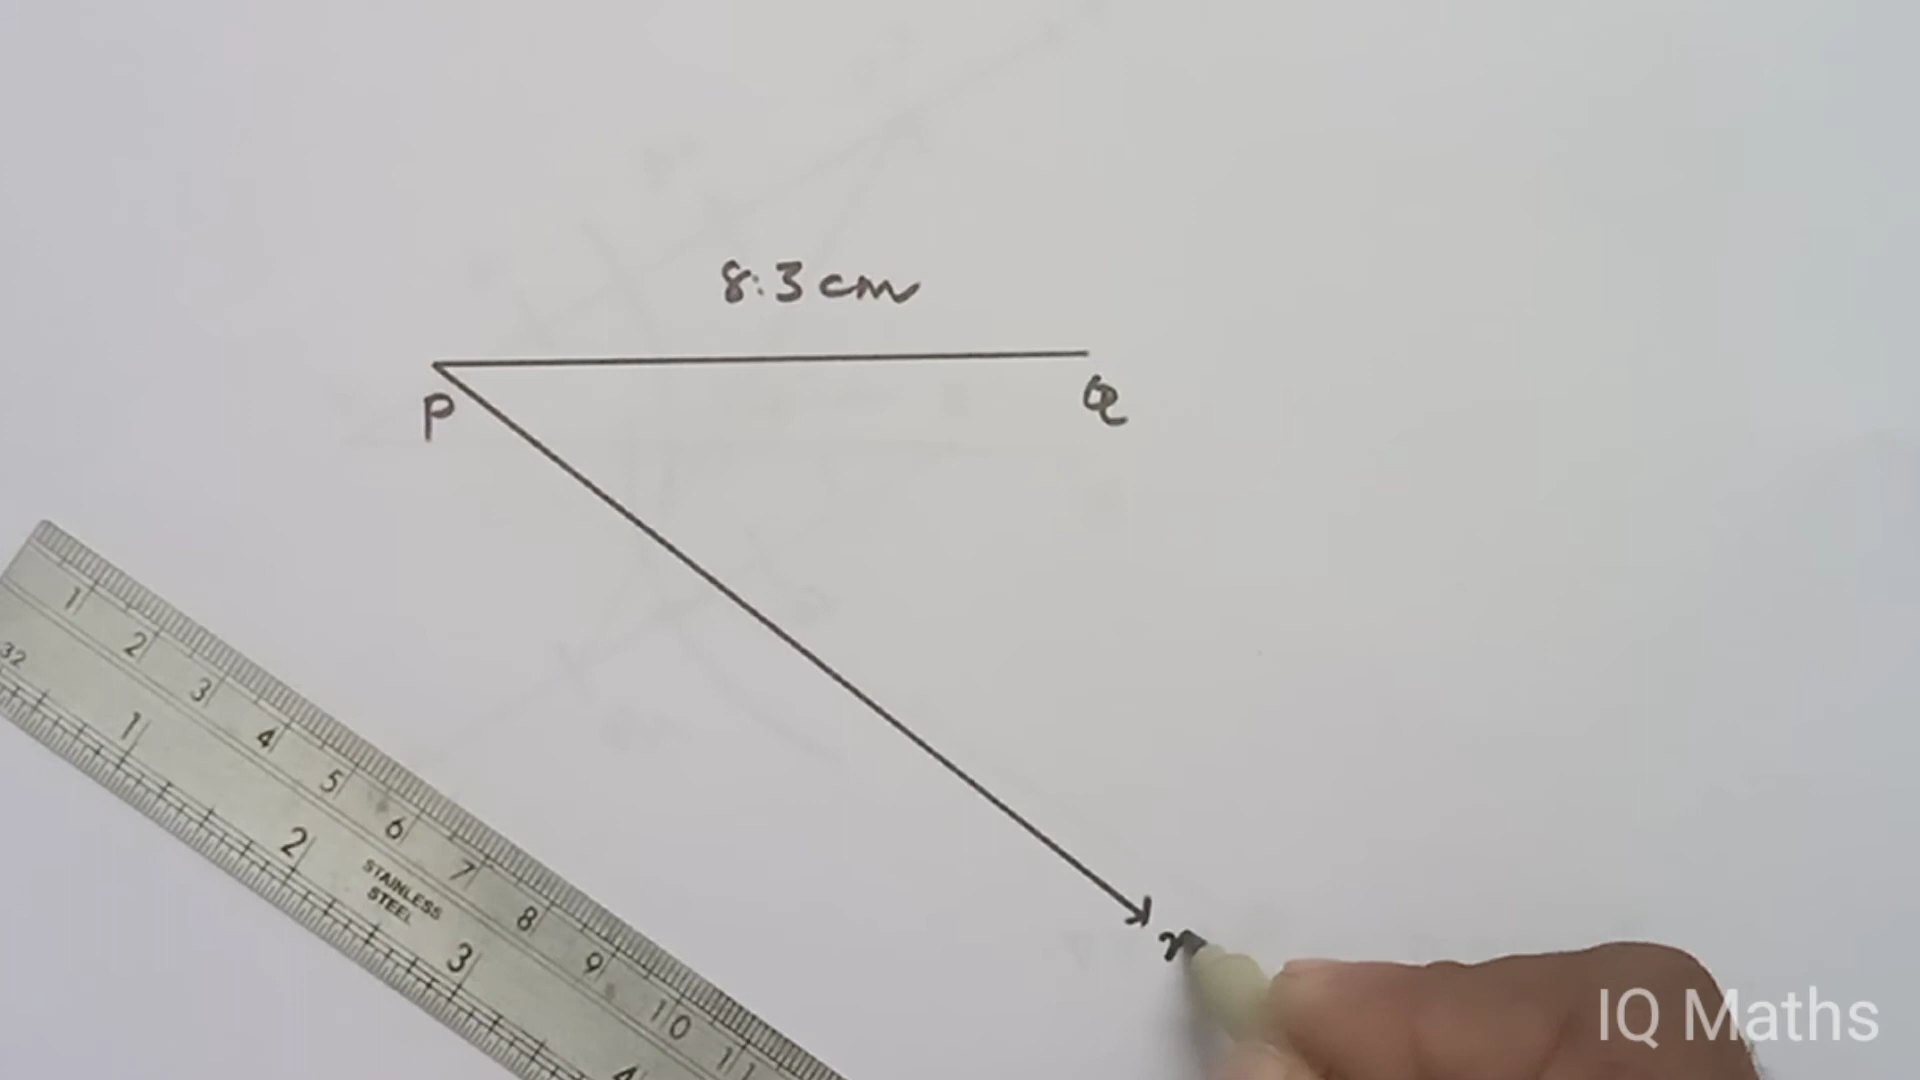 8.3 cm
P
Q
1 2 3 4 5 6 7 8 9 10 11
32
1 2 3 4
STAINLESS
STEEL
IQ Maths